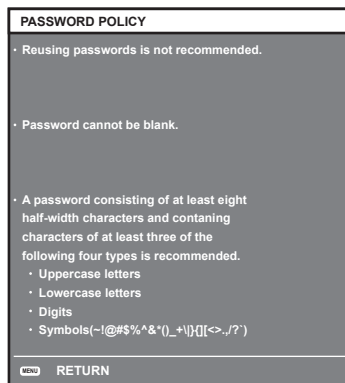 PASSWORD POLICY
· Reusing passwords is not recommended.
· Password cannot be blank.
· A password consisting of at least eight
half-width characters and contaning
characters of at least three of the
following four types is recommended.
· Uppercase letters
· Lowercase letters
· Digits
· Symbols(~!@#$%^&*()_+\|}{][<>.,/?`)
MENU RETURN